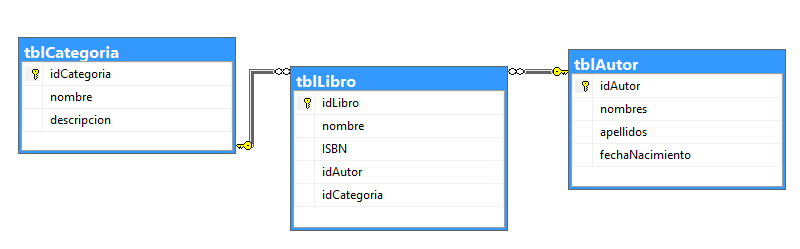 tblCategoria
idCategoria
nombre
descripcion
tblLibro
idLibro
nombre
ISBN
idAutor
idCategoria
tblAutor
idAutor
nombres
apellidos
fechaNacimiento